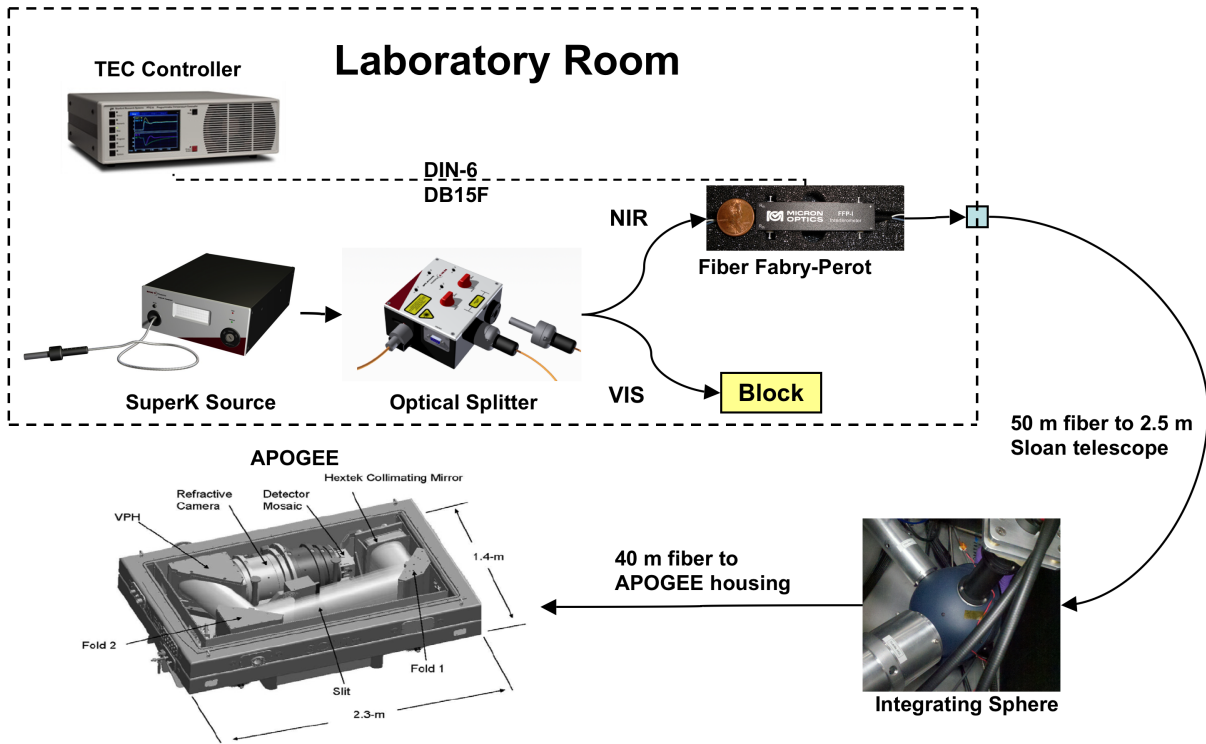 Laboratory Room
TEC Controller
DIN-6
DB15F
NIR
MICRON
OPTICS
FFP-I
Interferometer
Fiber Fabry-Perot
SuperK Source
Optical Splitter
VIS
Block
50 m fiber to 2.5 m
Sloan telescope
APOGEE
Hextek Collimating Mirror
Refractive
Camera
Detector
Mosaic
VPH
1.4-m
40 m fiber to
APOGEE housing
Fold 2
Fold 1
Slit
2.3-m
Integrating Sphere